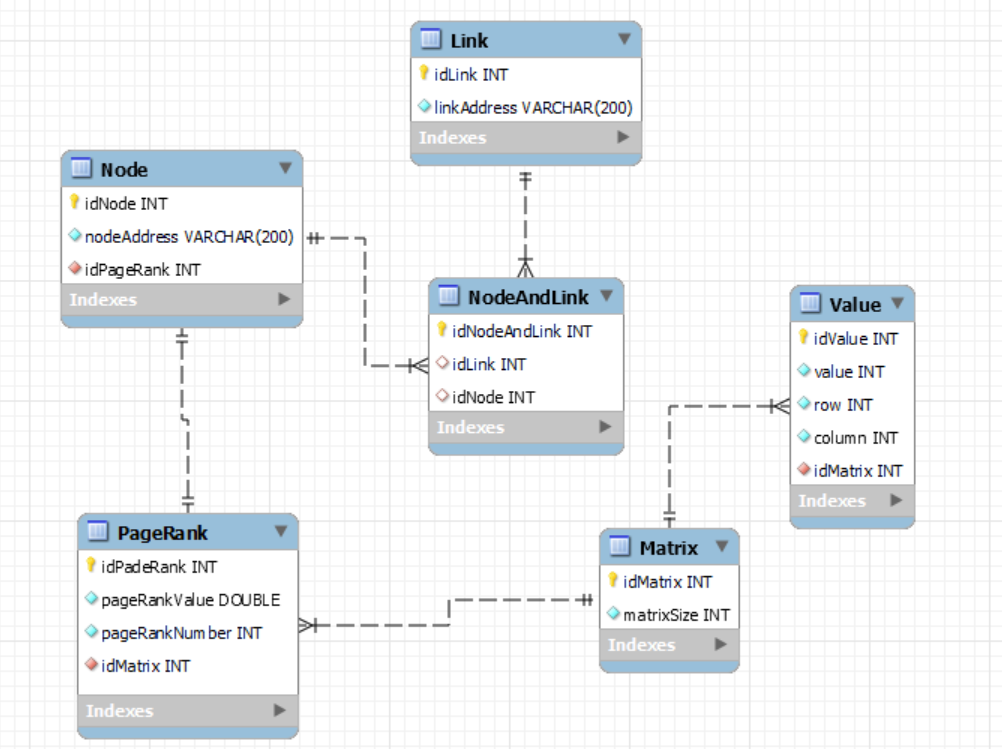 Link
idLink INT
linkAddress VARCHAR(200)
Indexes
Node
idNode INT
nodeAddress VARCHAR(200)
idPageRank INT
Indexes
NodeAndLink
idNodeAndLink INT
idLink INT
idNode INT
Indexes
Value
idValue INT
value INT
row INT
column INT
idMatrix INT
Indexes
PageRank
idPadeRank INT
pageRankValue DOUBLE
pageRankNumber INT
idMatrix INT
Indexes
Matrix
idMatrix INT
matrixSize INT
Indexes